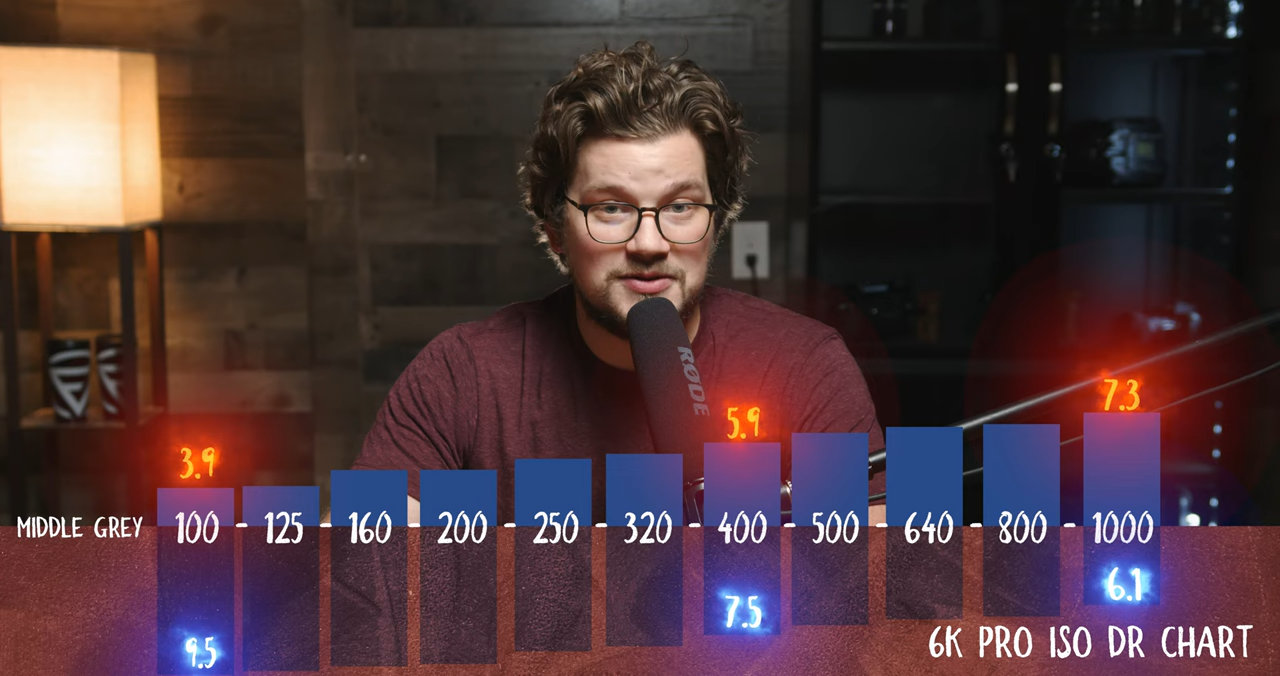 RØDE
5.9
7.3
3.9
MIDDLE GREY 100 - 125 - 160 - 200 - 250 - 320 - 400 - 500 - 640 - 800 - 1000
6.1
7.5
9.5
6K PRO ISO DR CHART